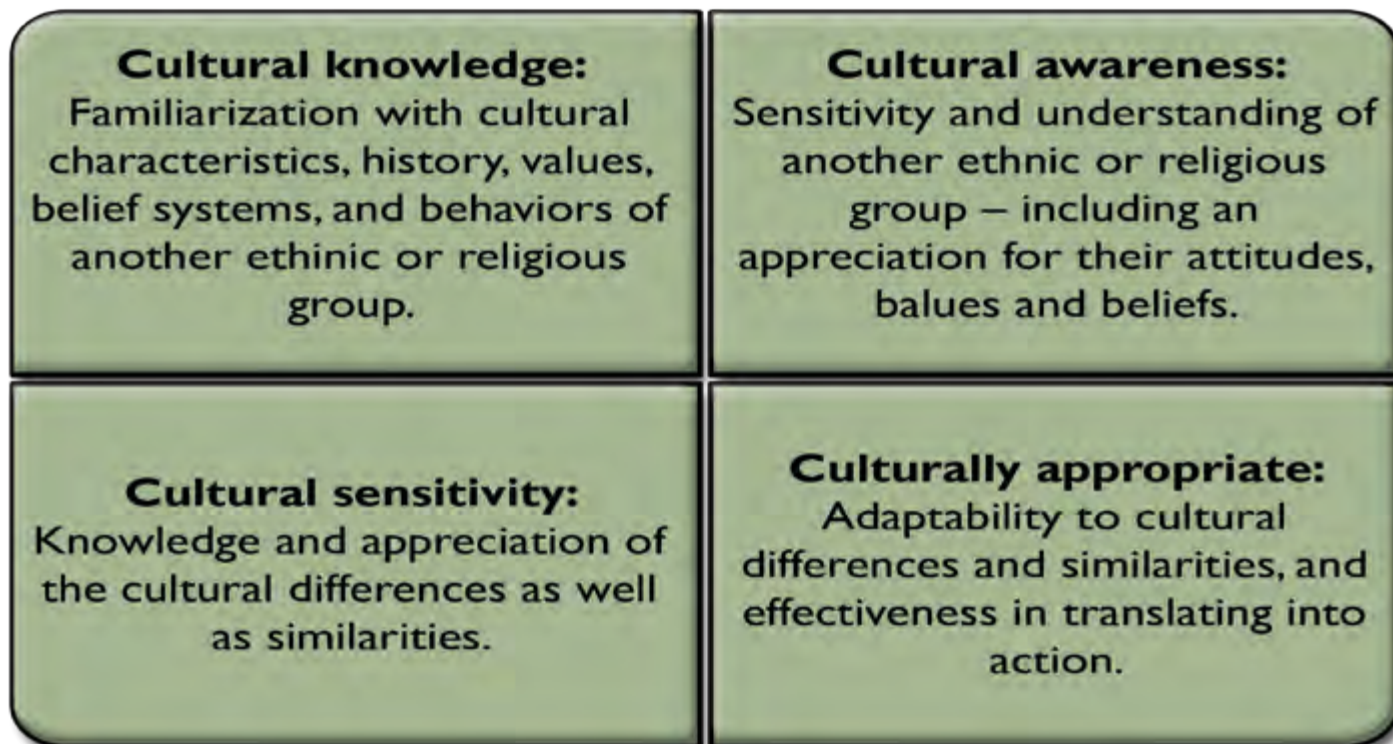 Cultural knowledge:
Familiarization with cultural
characteristics, history, values,
belief systems, and behaviors of
another ethinic or religious
group.
Cultural awareness:
Sensitivity and understanding of
another ethnic or religious
group – including an
appreciation for their attitudes,
balues and beliefs.
Cultural sensitivity:
Knowledge and appreciation of
the cultural differences as well
as similarities.
Culturally appropriate:
Adaptability to cultural
differences and similarities, and
effectiveness in translating into
action.